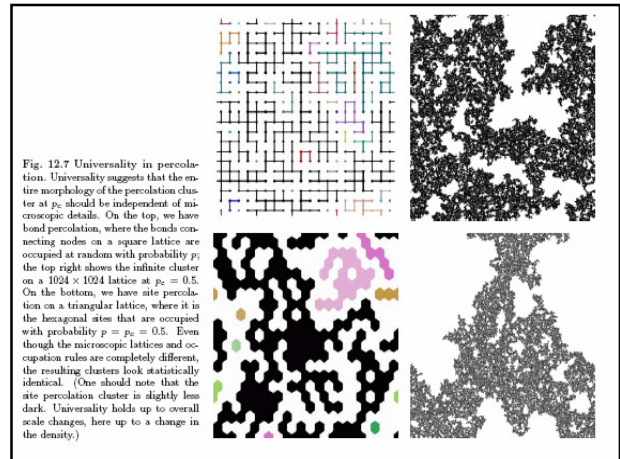 Fig. 12.7 Universality in percola-
tion. Universality suggests that the en-
tire morphology of the percolation clus-
ter at pc should be independent of mi-
croscopic details. On the top, we have
bond percolation, where the bonds con-
necting nodes on a square lattice are
occupied at random with probability p;
the top right shows the infinite cluster
on a 1024 × 1024 lattice at pc = 0.5.
On the bottom, we have site percola-
tion on a triangular lattice, where it is
the hexagonal sites that are occupied
with probability p = pc = 0.5. Even
though the microscopic lattices and oc-
cupation rules are completely different,
the resulting clusters look statistically
identical. (One should note that the
site percolation cluster is slightly less
dark. Universality holds up to overall
scale changes, here up to a change in
the density.)